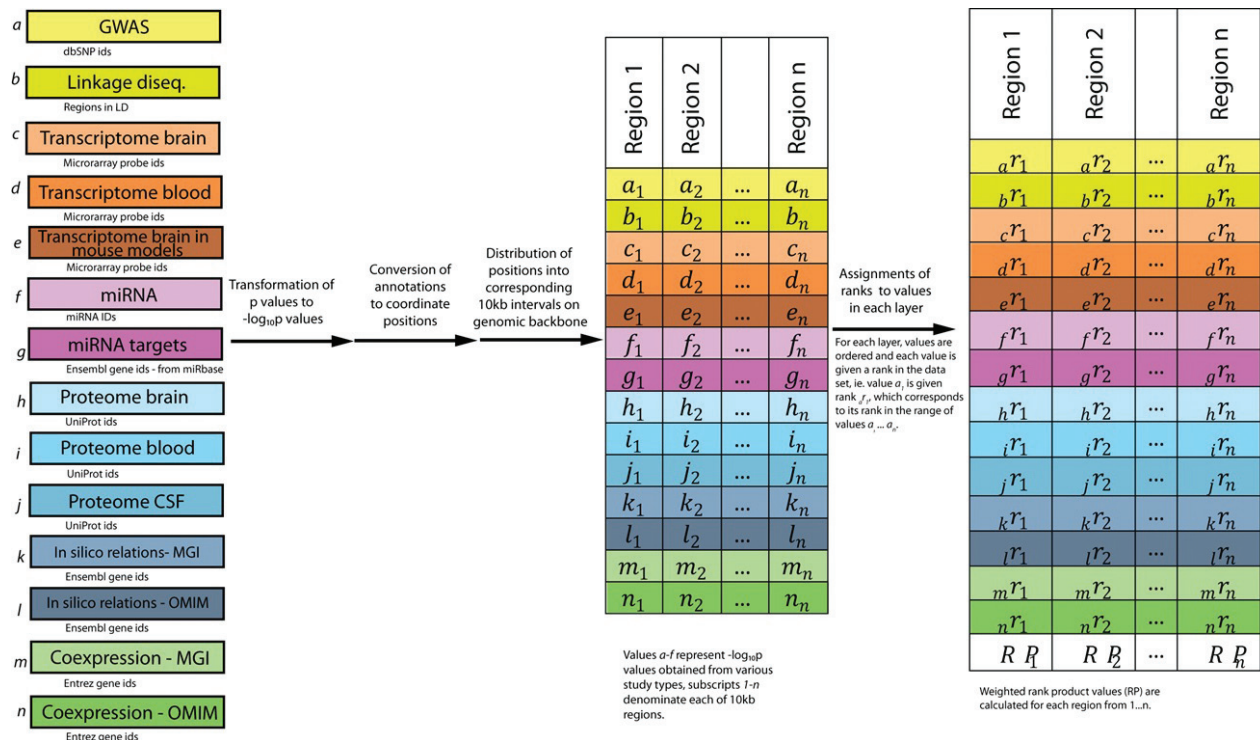 a
GWAS
dbSNP ids
b
Linkage diseq.
Regions in LD
c
Transcriptome brain
Microrarray probe ids
d
Transcriptome blood
Microrarray probe ids
e
Transcriptome brain in
mouse models
Microrarray probe ids
f
miRNA
miRNA IDs
g
miRNA targets
Ensembl gene ids - from miRbase
h
Proteome brain
UniProt ids
i
Proteome blood
UniProt ids
j
Proteome CSF
UniProt ids
k
In silico relations- MGI
Ensembl gene ids
l
In silico relations - OMIM
Ensembl gene ids
m
Coexpression - MGI
Entrez gene ids
n
Coexpression - OMIM
Entrez gene ids
Transformation of
p values to
-log₁₀p values
Conversion of
annotations
to coordinate
positions
Distribution of
positions into
corresponding
10kb intervals on
genomic backbone
Region 1 Region 2 Region n
a₁ a₂ ... aₙ
b₁ b₂ ... bₙ
c₁ c₂ ... cₙ
d₁ d₂ ... dₙ
e₁ e₂ ... eₙ
f₁ f₂ ... fₙ
g₁ g₂ ... gₙ
h₁ h₂ ... hₙ
i₁ i₂ ... iₙ
j₁ j₂ ... jₙ
k₁ k₂ ... kₙ
l₁ l₂ ... lₙ
m₁ m₂ ... mₙ
n₁ n₂ ... nₙ
Values a-f represent -log₁₀p
values obtained from various
study types, subscripts 1-n
denominate each of 10kb
regions.
Assignments of
ranks to values
in each layer
For each layer, values are
ordered and each value is
given a rank in the data
set, ie. value a₁ is given
rank ₐr₁, which corresponds
to its rank in the range of
values a₁ ... aₙ.
Region 1 Region 2 Region n
ar₁ ar₂ ... arₙ
br₁ ar₂ ... brₙ
cr₁ cr₂ ... crₙ
dr₁ dr₂ ... drₙ
er₁ er₂ ... erₙ
fr₁ fr₂ ... frₙ
gr₁ gr₂ ... grₙ
hr₁ hr₂ ... hrₙ
ir₁ ir₂ ... irₙ
jr₁ jr₂ ... jrₙ
kr₁ kr₂ ... krₙ
lr₁ lr₂ ... lrₙ
mr₁ mr₂ ... mrₙ
nr₁ nr₂ ... nrₙ
R P₁ R P₂ ... R Pₙ
Weighted rank product values (RP) are
calculated for each region from 1...n.